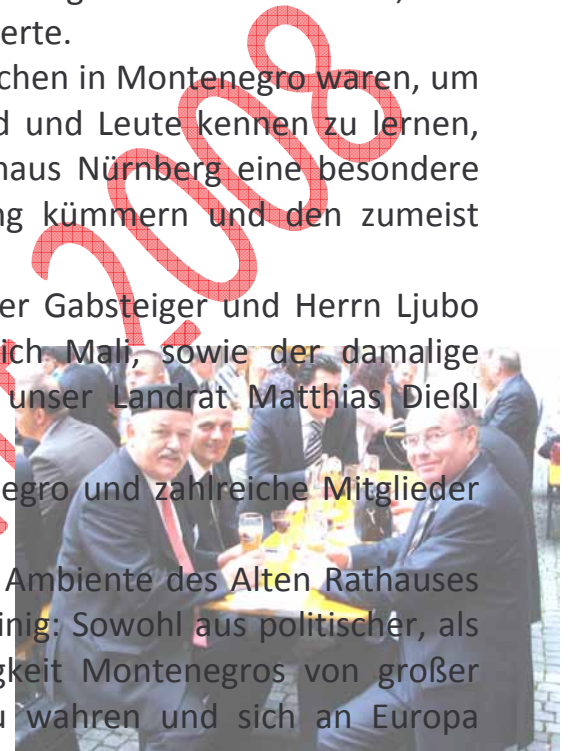 erte.
chen in Montenegro waren, um
d und Leute kennen zu lernen,
haus Nürnberg eine besondere
ng kümmern und den zumeist
er Gabsteiger und Herrn Ljubo
ich Mali, sowie der damalige
unser Landrat Matthias Dießl
egro und zahlreiche Mitglieder
Ambiente des Alten Rathauses
inig: Sowohl aus politischer, als
gkeit Montenegros von großer
u wahren und sich an Europa
2008